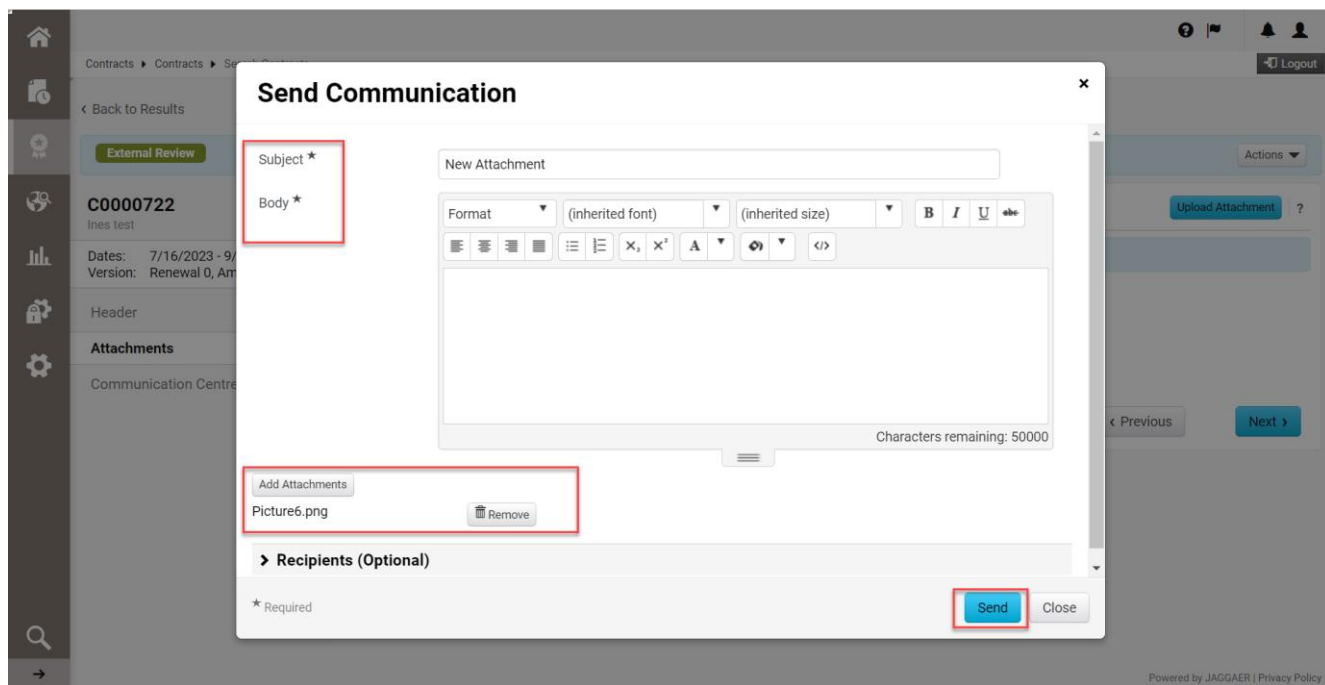 Contracts ▸ Contracts ▸
Logout
‹ Back to Results
External Review
Actions
C0000722
Ines test
Upload Attachment ?
Dates: 7/16/2023 - 9/
Version: Renewal 0, Am
Header
Attachments
Communication Centre
‹ Previous
Next ›
Send Communication
×
Subject ★
New Attachment
Body ★
Format (inherited font) (inherited size) B I U abc
X₂ X² A </>
Characters remaining: 50000
Add Attachments
Picture6.png
Remove
Recipients (Optional)
★ Required
Send
Close
Powered by JAGGAER | Privacy Policy